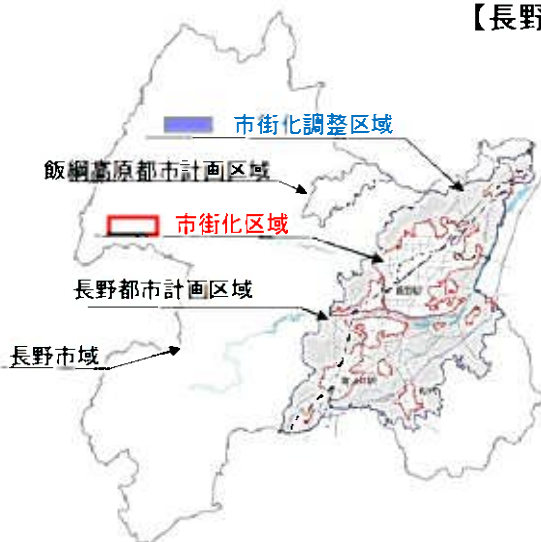 【長野
市街化調整区域
飯綱高原都市計画区域
市街化区域
長野都市計画区域
長野市域